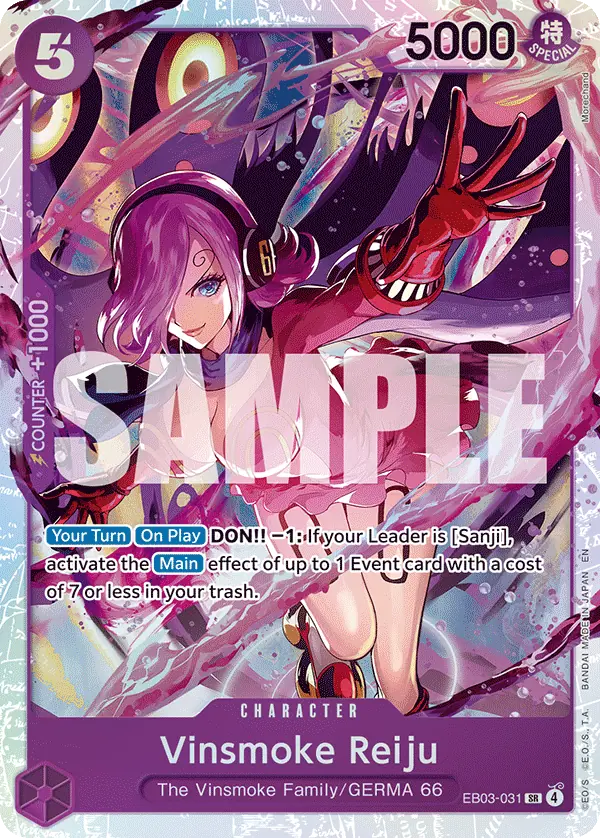 5
5000
特
SPECIAL
Morechand
COUNTER +1000
6
SAMPLE
Your Turn On Play DON!! −1: If your Leader is [Sanji],
activate the Main effect of up to 1 Event card with a cost
of 7 or less in your trash.
CHARACTER
Vinsmoke Reiju
The Vinsmoke Family/GERMA 66
EB03-031 SR 4
©E.O/S ©E.O./S, T.A. BANDAI MADE IN JAPAN EN